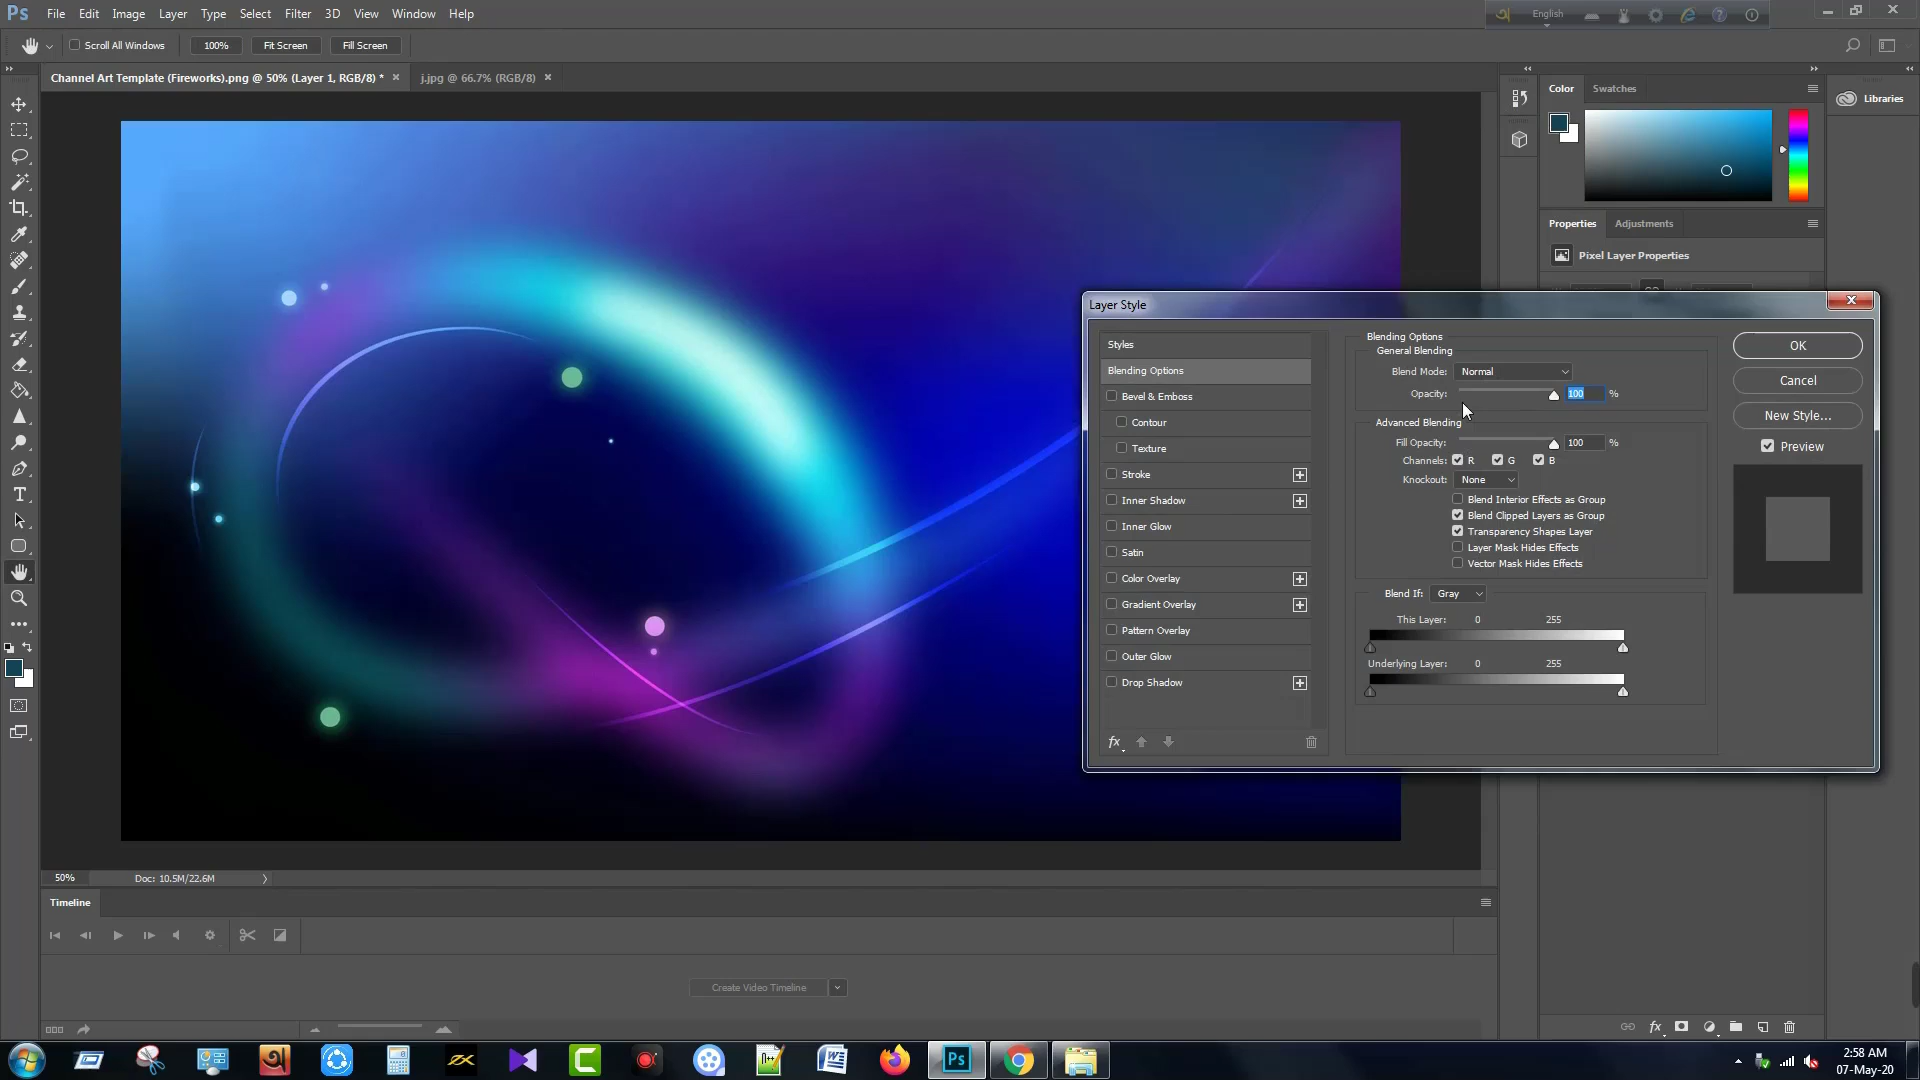 Ps File Edit Image Layer Type Select Filter 3D View Window Help
English
Scroll All Windows 100% Fit Screen Fill Screen
Channel Art Template (Fireworks).png @ 50% (Layer 1, RGB/8) * × j.jpg @ 66.7% (RGB/8) ×
Color Swatches
Libraries
Properties Adjustments
Pixel Layer Properties
Layer Style
Styles
Blending Options
Bevel & Emboss
Contour
Texture
Stroke
Inner Shadow
Inner Glow
Satin
Color Overlay
Gradient Overlay
Pattern Overlay
Outer Glow
Drop Shadow
fx
Blending Options
General Blending
Blend Mode: Normal
Opacity: 100 %
Advanced Blending
Fill Opacity: 100 %
Channels: R G B
Knockout: None
Blend Interior Effects as Group
Blend Clipped Layers as Group
Transparency Shapes Layer
Layer Mask Hides Effects
Vector Mask Hides Effects
Blend If: Gray
This Layer: 0 255
Underlying Layer: 0 255
OK
Cancel
New Style...
Preview
50% Doc: 10.5M/22.6M
Timeline
Create Video Timeline
fx
Ps
2:58 AM
07-May-20